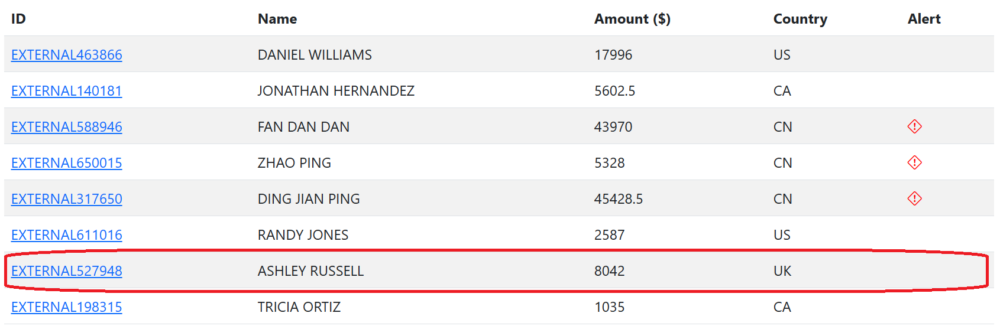 ID Name Amount ($) Country Alert
EXTERNAL463866 DANIEL WILLIAMS 17996 US
EXTERNAL140181 JONATHAN HERNANDEZ 5602.5 CA
EXTERNAL588946 FAN DAN DAN 43970 CN
EXTERNAL650015 ZHAO PING 5328 CN
EXTERNAL317650 DING JIAN PING 45428.5 CN
EXTERNAL611016 RANDY JONES 2587 US
EXTERNAL527948 ASHLEY RUSSELL 8042 UK
EXTERNAL198315 TRICIA ORTIZ 1035 CA